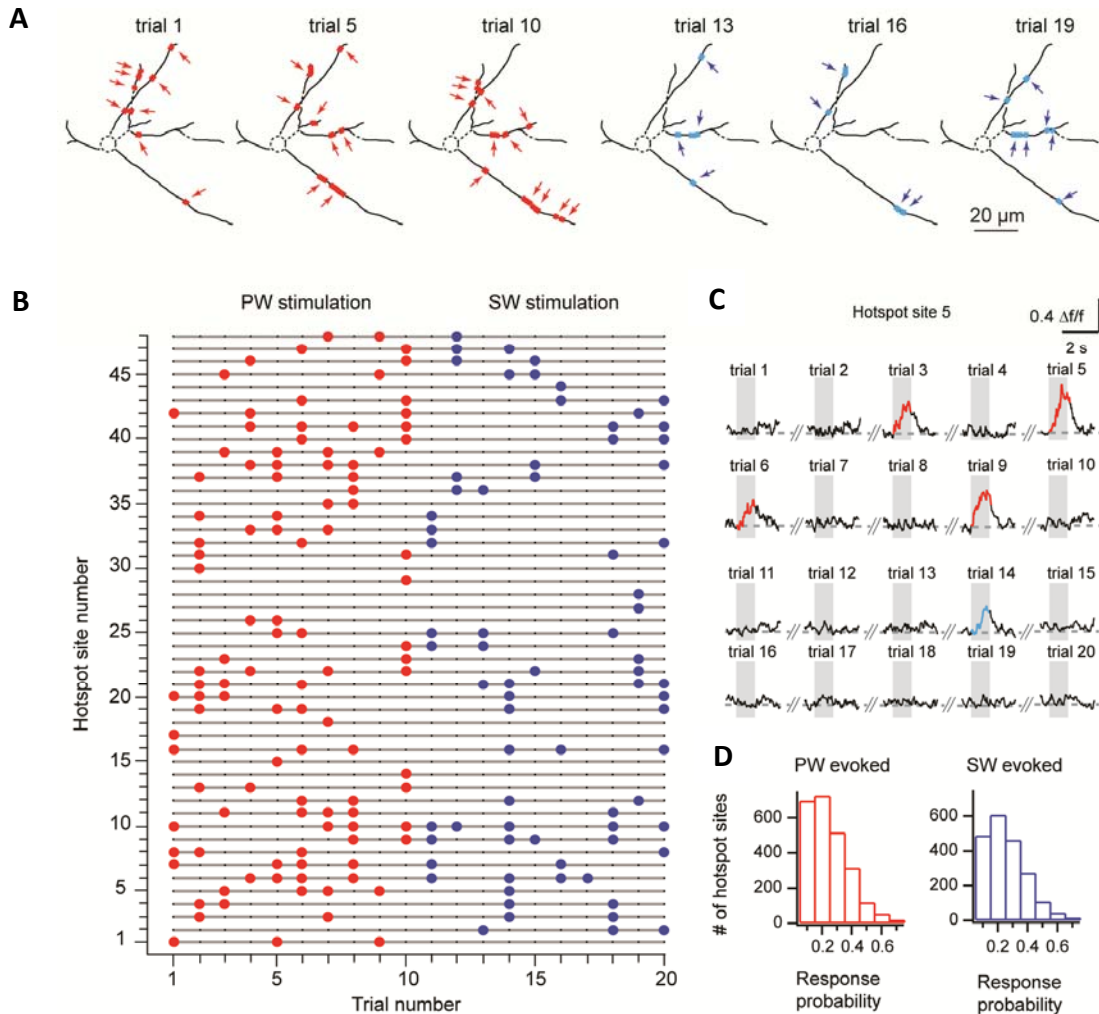 A
trial 1 trial 5 trial 10 trial 13 trial 16 trial 19
20 µm
B
PW stimulation SW stimulation
Hotspot site number
45
40
35
30
25
20
15
10
5
1
1 5 10 15 20
Trial number
C
Hotspot site 5
0.4 Δf/f
2 s
trial 1 trial 2 trial 3 trial 4 trial 5
trial 6 trial 7 trial 8 trial 9 trial 10
trial 11 trial 12 trial 13 trial 14 trial 15
trial 16 trial 17 trial 18 trial 19 trial 20
D
PW evoked SW evoked
# of hotspot sites
600 600
400 400
200 200
0 0
0.2 0.4 0.6 0.2 0.4 0.6
Response Response
probability probability